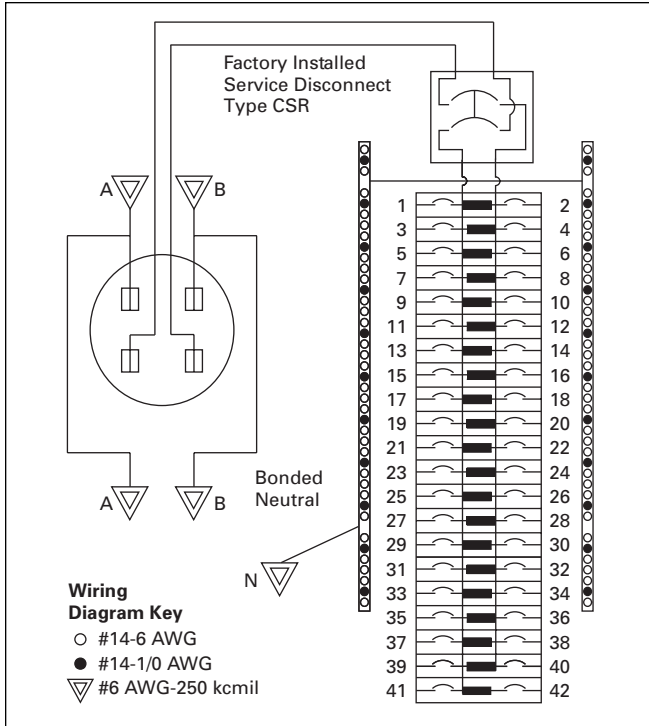 Factory Installed
Service Disconnect
Type CSR
A B
1 2
3 4
5 6
7 8
9 10
11 12
13 14
15 16
17 18
19 20
21 22
23 24
25 26
27 28
29 30
31 32
33 34
35 36
37 38
39 40
41 42
A B
Bonded
Neutral
N
Wiring
Diagram Key
#14-6 AWG
#14-1/0 AWG
#6 AWG-250 kcmil